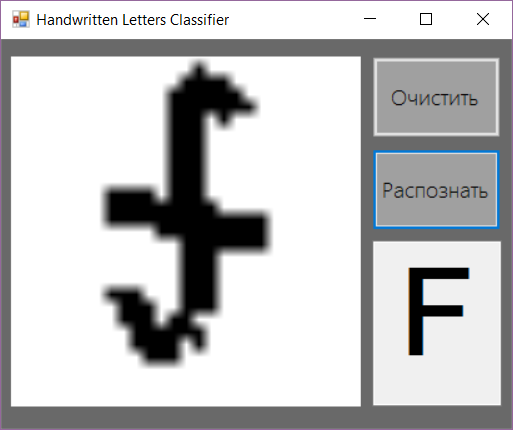 Handwritten Letters Classifier
Очистить
f
Распознать
F